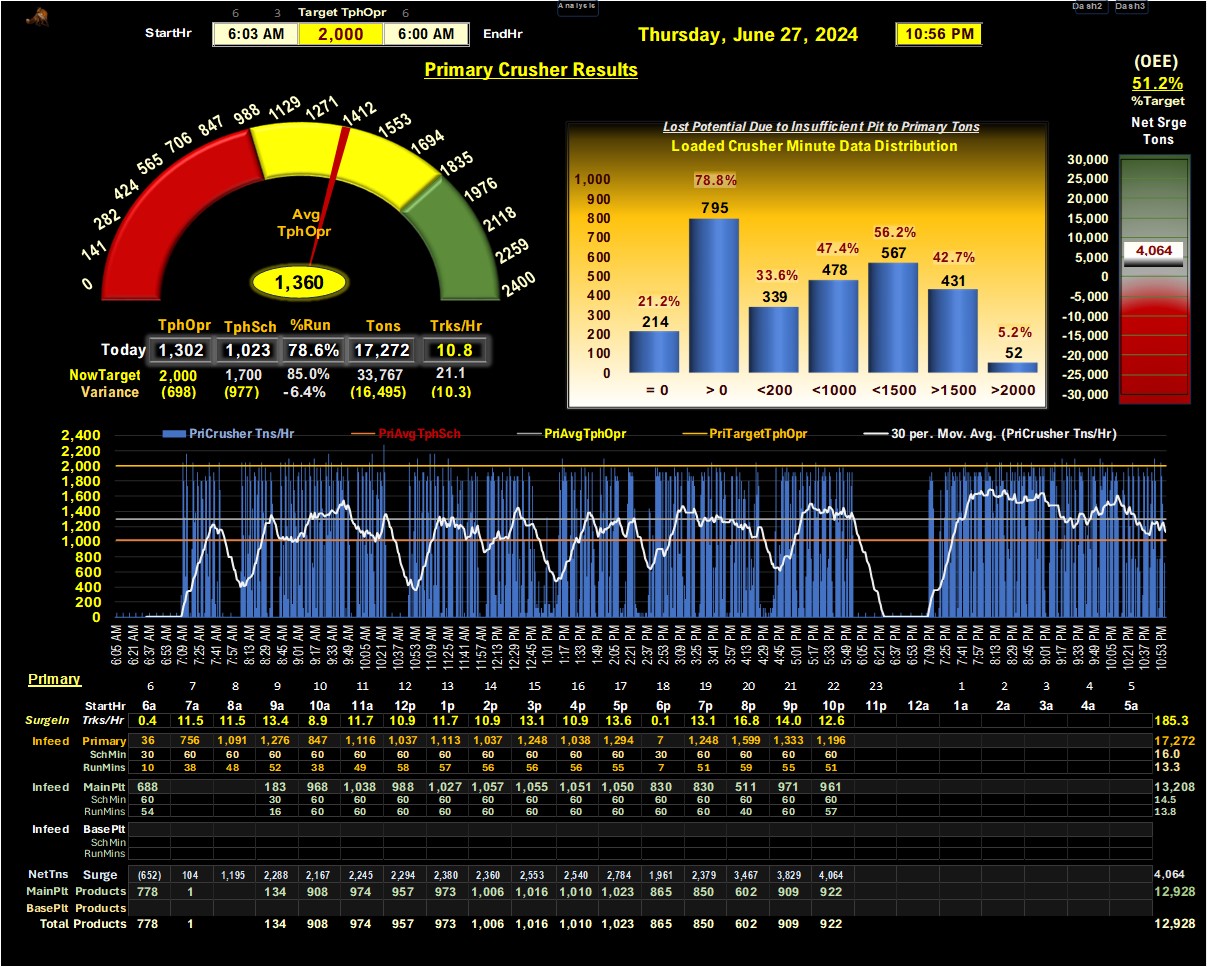 6 3 Target TphOpr 6
Analysis
Dash2 Dash3
StartHr 6:03 AM 2,000 6:00 AM EndHr
Thursday, June 27, 2024
10:56 PM
Primary Crusher Results
(OEE)
51.2%
%Target
Net Srge
Tons
0 141 282 424 565 706 847 988 1129 1271 1412 1553 1694 1835 1976 2118 2259 2400
Avg
TphOpr
1,360
TphOpr TphSch %Run Tons Trks/Hr
Today 1,302 1,023 78.6% 17,272 10.8
NowTarget 2,000 1,700 85.0% 33,767 21.1
Variance (698) (977) -6.4% (16,495) (10.3)
Lost Potential Due to Insufficient Pit to Primary Tons
Loaded Crusher Minute Data Distribution
1,000
900
800
700
600
500
400
300
200
100
0
21.2% 78.8% 33.6% 47.4% 56.2% 42.7% 5.2%
214 795 339 478 567 431 52
= 0 > 0 <200 <1000 <1500 >1500 >2000
30,000
25,000
20,000
15,000
10,000
5,000
0
-5,000
-10,000
-15,000
-20,000
-25,000
-30,000
4,064
PriCrusher Tns/Hr PriAvgTphSch PriAvgTphOpr PriTargetTphOpr 30 per. Mov. Avg. (PriCrusher Tns/Hr)
2,400
2,200
2,000
1,800
1,600
1,400
1,200
1,000
800
600
400
200
0
6:05 AM 6:21 AM 6:37 AM 6:53 AM 7:09 AM 7:25 AM 7:41 AM 7:57 AM 8:13 AM 8:29 AM 8:45 AM 9:01 AM 9:17 AM 9:33 AM 9:49 AM 10:05 AM 10:21 AM 10:37 AM 10:53 AM 11:09 AM 11:25 AM 11:41 AM 11:57 AM 12:13 PM 12:29 PM 12:45 PM 1:01 PM 1:17 PM 1:33 PM 1:49 PM 2:05 PM 2:21 PM 2:37 PM 2:53 PM 3:09 PM 3:25 PM 3:41 PM 3:57 PM 4:13 PM 4:29 PM 4:45 PM 5:01 PM 5:17 PM 5:33 PM 5:49 PM 6:05 PM 6:21 PM 6:37 PM 6:53 PM 7:09 PM 7:25 PM 7:41 PM 7:57 PM 8:13 PM 8:29 PM 8:45 PM 9:01 PM 9:17 PM 9:33 PM 9:49 PM 10:05 PM 10:21 PM 10:37 PM 10:53 PM
Primary
6 7 8 9 10 11 12 13 14 15 16 17 18 19 20 21 22 23 1 2 3 4 5
StartHr 6a 7a 8a 9a 10a 11a 12p 1p 2p 3p 4p 5p 6p 7p 8p 9p 10p 11p 12a 1a 2a 3a 4a 5a
SurgeIn Trks/Hr 0.4 11.5 11.5 13.4 8.9 11.7 10.9 11.7 10.9 13.1 10.9 13.6 0.1 13.1 16.8 14.0 12.6 185.3
Infeed Primary 36 756 1,091 1,276 847 1,116 1,037 1,113 1,037 1,248 1,038 1,294 7 1,248 1,599 1,333 1,196 17,272
SchMin 30 60 60 60 60 60 60 60 60 60 60 60 30 60 60 60 60 16.0
RunMins 10 38 48 52 38 49 58 57 56 56 56 55 7 51 59 55 51 13.3
Infeed MainPlt 688 183 968 1,038 988 1,027 1,057 1,055 1,051 1,050 830 830 511 971 961 13,208
SchMin 60 30 60 60 60 60 60 60 60 60 60 60 60 60 60 14.5
RunMins 54 16 60 60 60 60 60 60 60 60 60 60 40 60 57 13.8
Infeed BasePlt
SchMin
RunMins
NetTns Surge (652) 104 1,195 2,288 2,167 2,245 2,294 2,380 2,360 2,553 2,540 2,784 1,961 2,379 3,467 3,829 4,064 4,064
MainPlt Products 778 1 134 908 974 957 973 1,006 1,016 1,010 1,023 865 850 602 909 922 12,928
BasePlt Products
Total Products 778 1 134 908 974 957 973 1,006 1,016 1,010 1,023 865 850 602 909 922 12,928